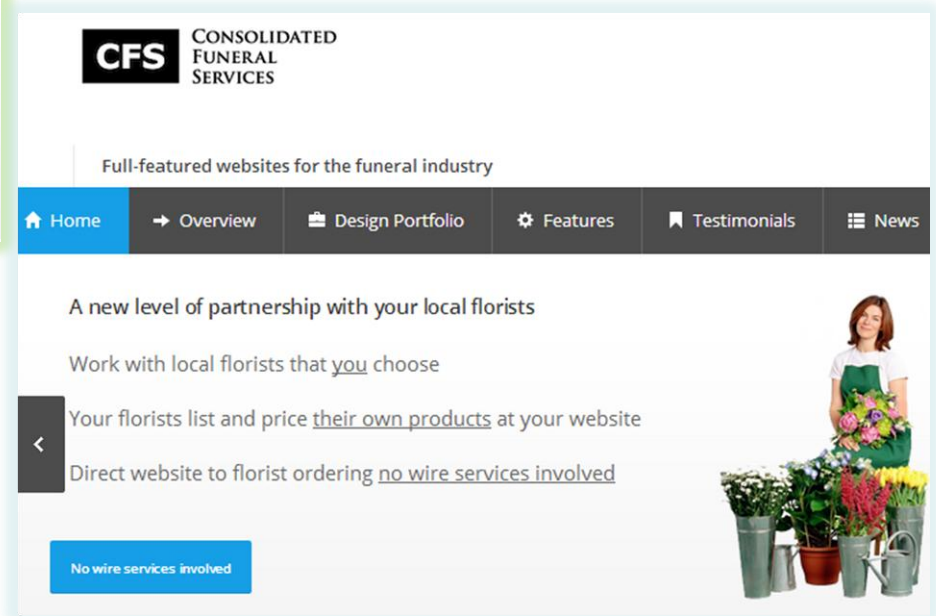 CFS
CONSOLIDATED
FUNERAL
SERVICES
Full-featured websites for the funeral industry
Home Overview Design Portfolio Features Testimonials News
A new level of partnership with your local florists
Work with local florists that you choose
Your florists list and price their own products at your website
Direct website to florist ordering no wire services involved
No wire services involved